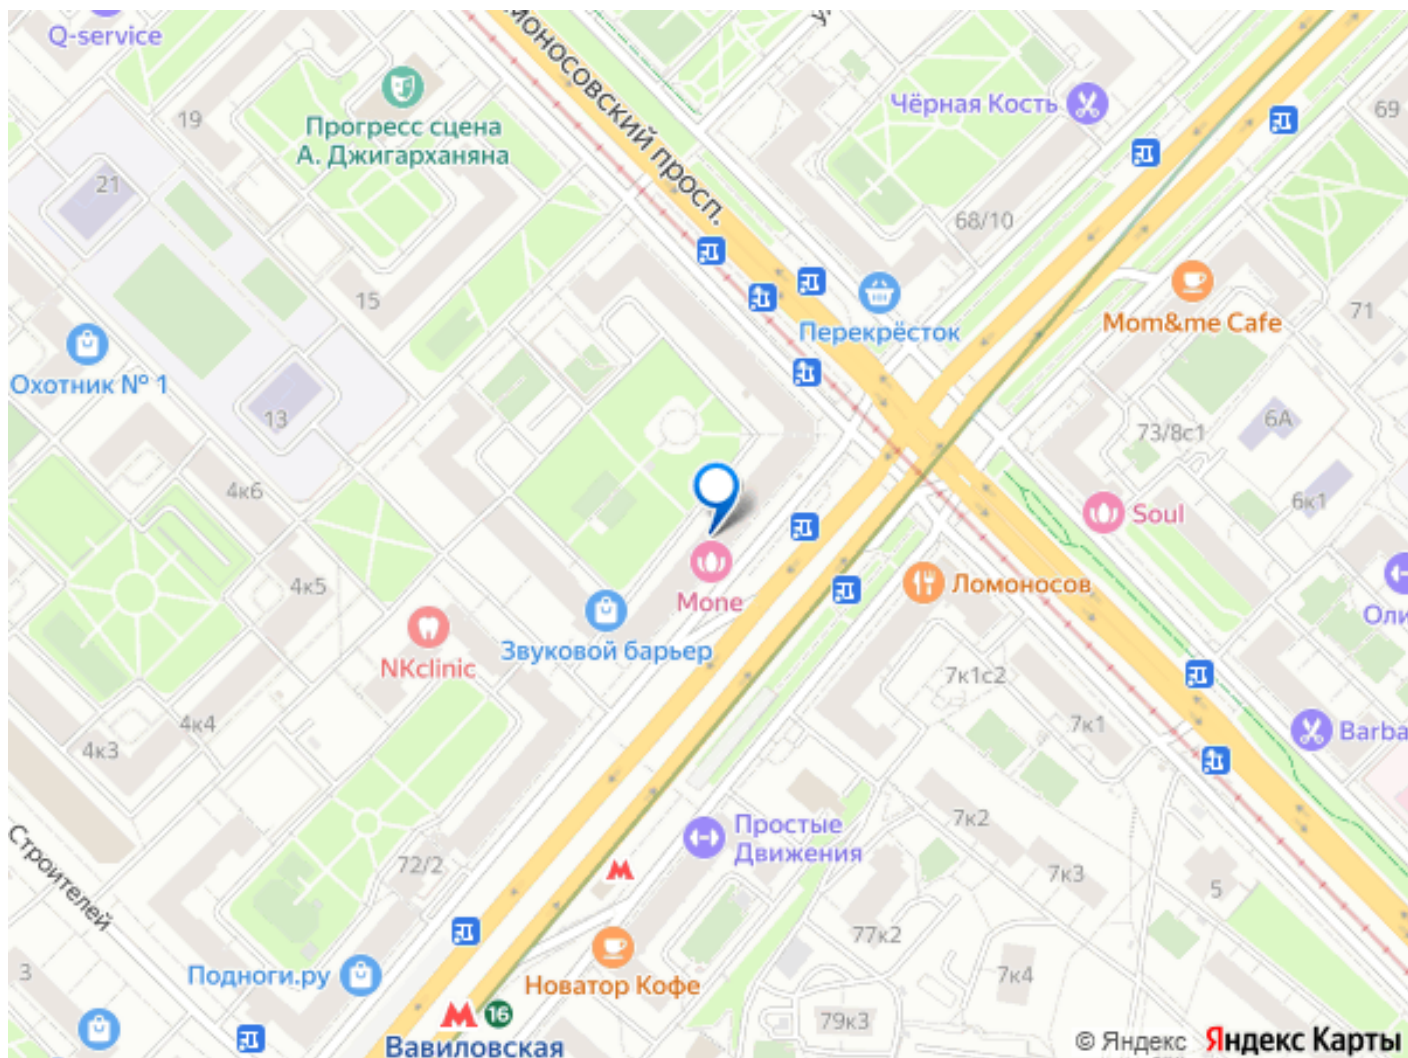 Q-service
19
Прогресс сцена
А. Джигарханяна
21
15
Охотник № 1
13
Чёрная Кость
69
68/10
Перекрёсток
Mom&me Cafe
71
6А
73/8с1
6к1
Soul
4к6
4к5
Mone
Ломоносов
NKclinic
Звуковой барьер
7к1с2
7к1
4к4
4к3
Строителей
72/2
Простые
Движения
7к2
7к3
5
77к2
3
Подноги.ру
Новатор Кофе
7к4
79к3
16
Вавиловская
© Яндекс
Яндекс Карты